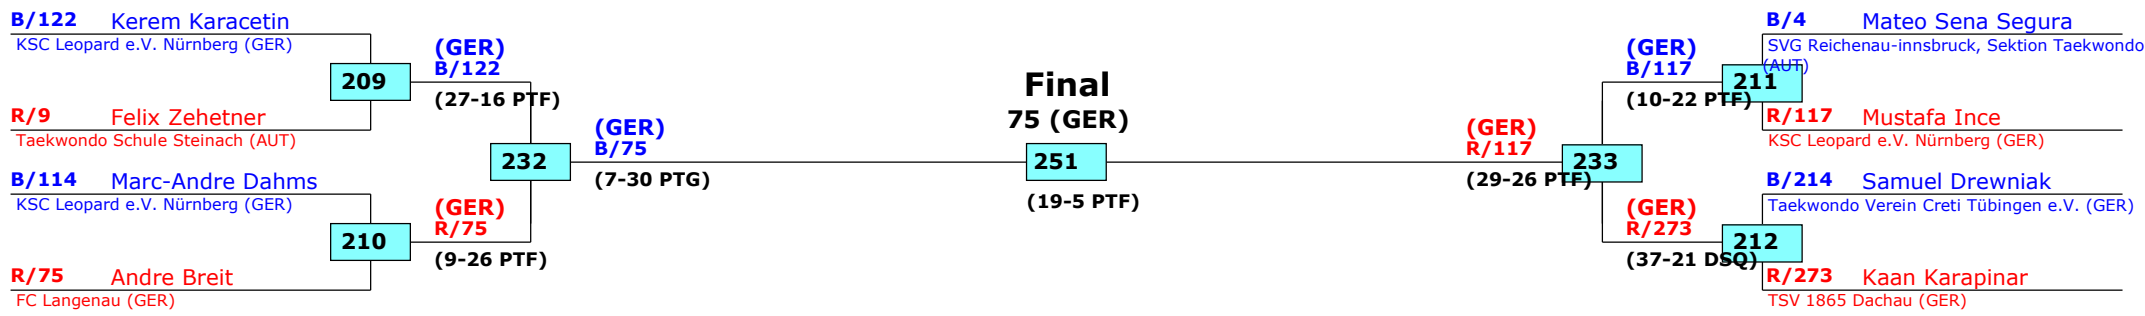 B/122 Kerem Karacetin
KSC Leopard e.V. Nürnberg (GER)
209
R/9 Felix Zehetner
Taekwondo Schule Steinach (AUT)
(GER)
B/122
(27-16 PTF)
B/114 Marc-Andre Dahms
KSC Leopard e.V. Nürnberg (GER)
210
R/75 Andre Breit
FC Langenau (GER)
(GER)
R/75
(9-26 PTF)
232
(GER)
B/75
(7-30 PTG)
Final
75 (GER)
251
(19-5 PTF)
(GER)
R/117
(29-26 PTF)
233
(GER)
B/117
(10-22 PTF)
211
B/4 Mateo Sena Segura
SVG Reichenau-innsbruck, Sektion Taekwondo
(AUT)
R/117 Mustafa Ince
KSC Leopard e.V. Nürnberg (GER)
(GER)
R/273
(37-21 DSQ)
212
B/214 Samuel Drewniak
Taekwondo Verein Creti Tübingen e.V. (GER)
R/273 Kaan Karapinar
TSV 1865 Dachau (GER)